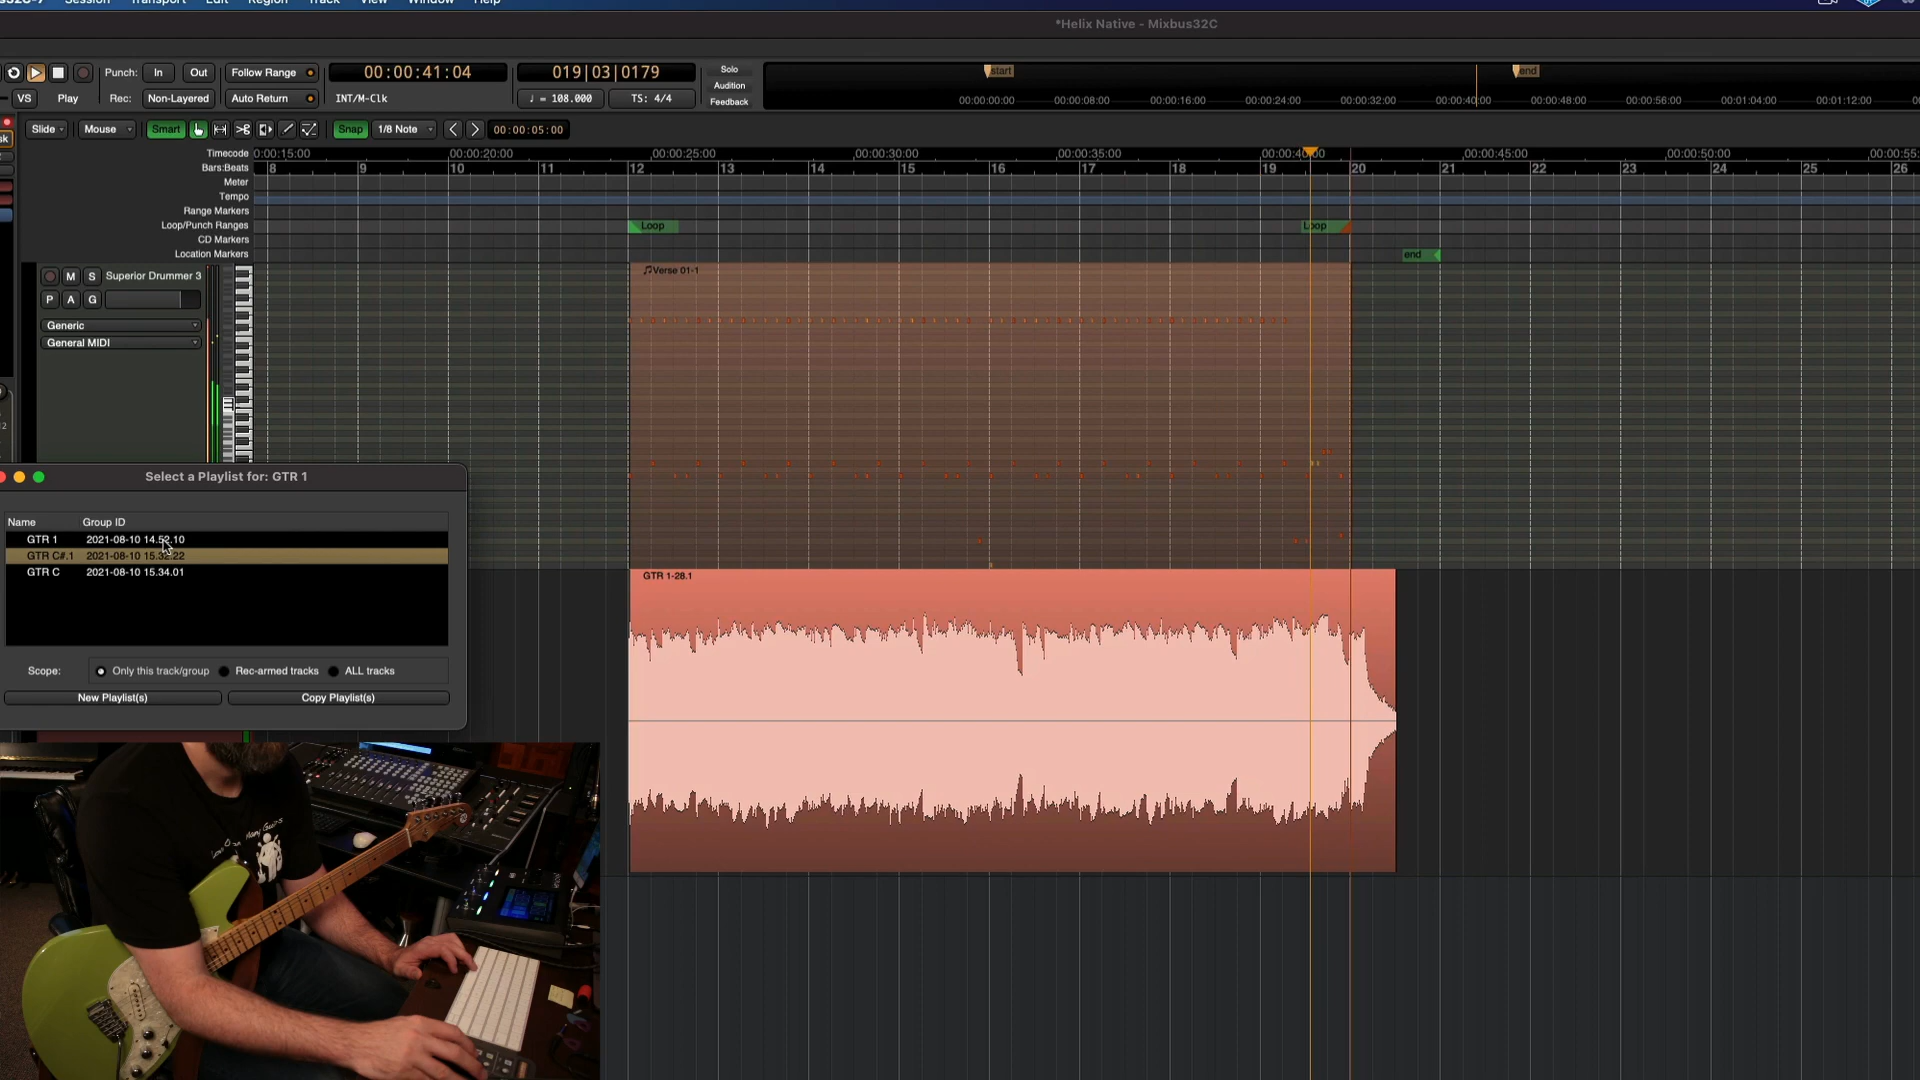 Session Transport Edit Region Track View Window Help
*Helix Native - Mixbus32C
Punch: In Out Follow Range 00:00:41:04 019|03|0179 Solo
Audition
Feedback
VS Play Rec: Non-Layered Auto Return INT/M-Clk ♩ = 108.000 TS: 4/4
start end
00:00:00:00 00:00:08:00 00:00:16:00 00:00:24:00 00:00:32:00 00:00:40:00 00:00:48:00 00:00:56:00 00:01:04:00 00:01:12:00
Slide Mouse Smart Snap 1/8 Note 00:00:05:00
Timecode 0:00:15:00 00:00:20:00 00:00:25:00 00:00:30:00 00:00:35:00 00:00:40:00 00:00:45:00 00:00:50:00 00:00:55:
Bars:Beats 8 9 10 11 12 13 14 15 16 17 18 19 20 21 22 23 24 25 26
Meter
Tempo
Range Markers
Loop/Punch Ranges Loop Loop
CD Markers
Location Markers end
M S Superior Drummer 3
P A G
Generic
General MIDI
Verse 01-1
Select a Playlist for: GTR 1
Name Group ID
GTR 1 2021-08-10 14.52.10
GTR C#.1 2021-08-10 15.32.22
GTR C 2021-08-10 15.34.01
Scope: Only this track/group Rec-armed tracks ALL tracks
New Playlist(s) Copy Playlist(s)
GTR 1-28.1
Many Guitars